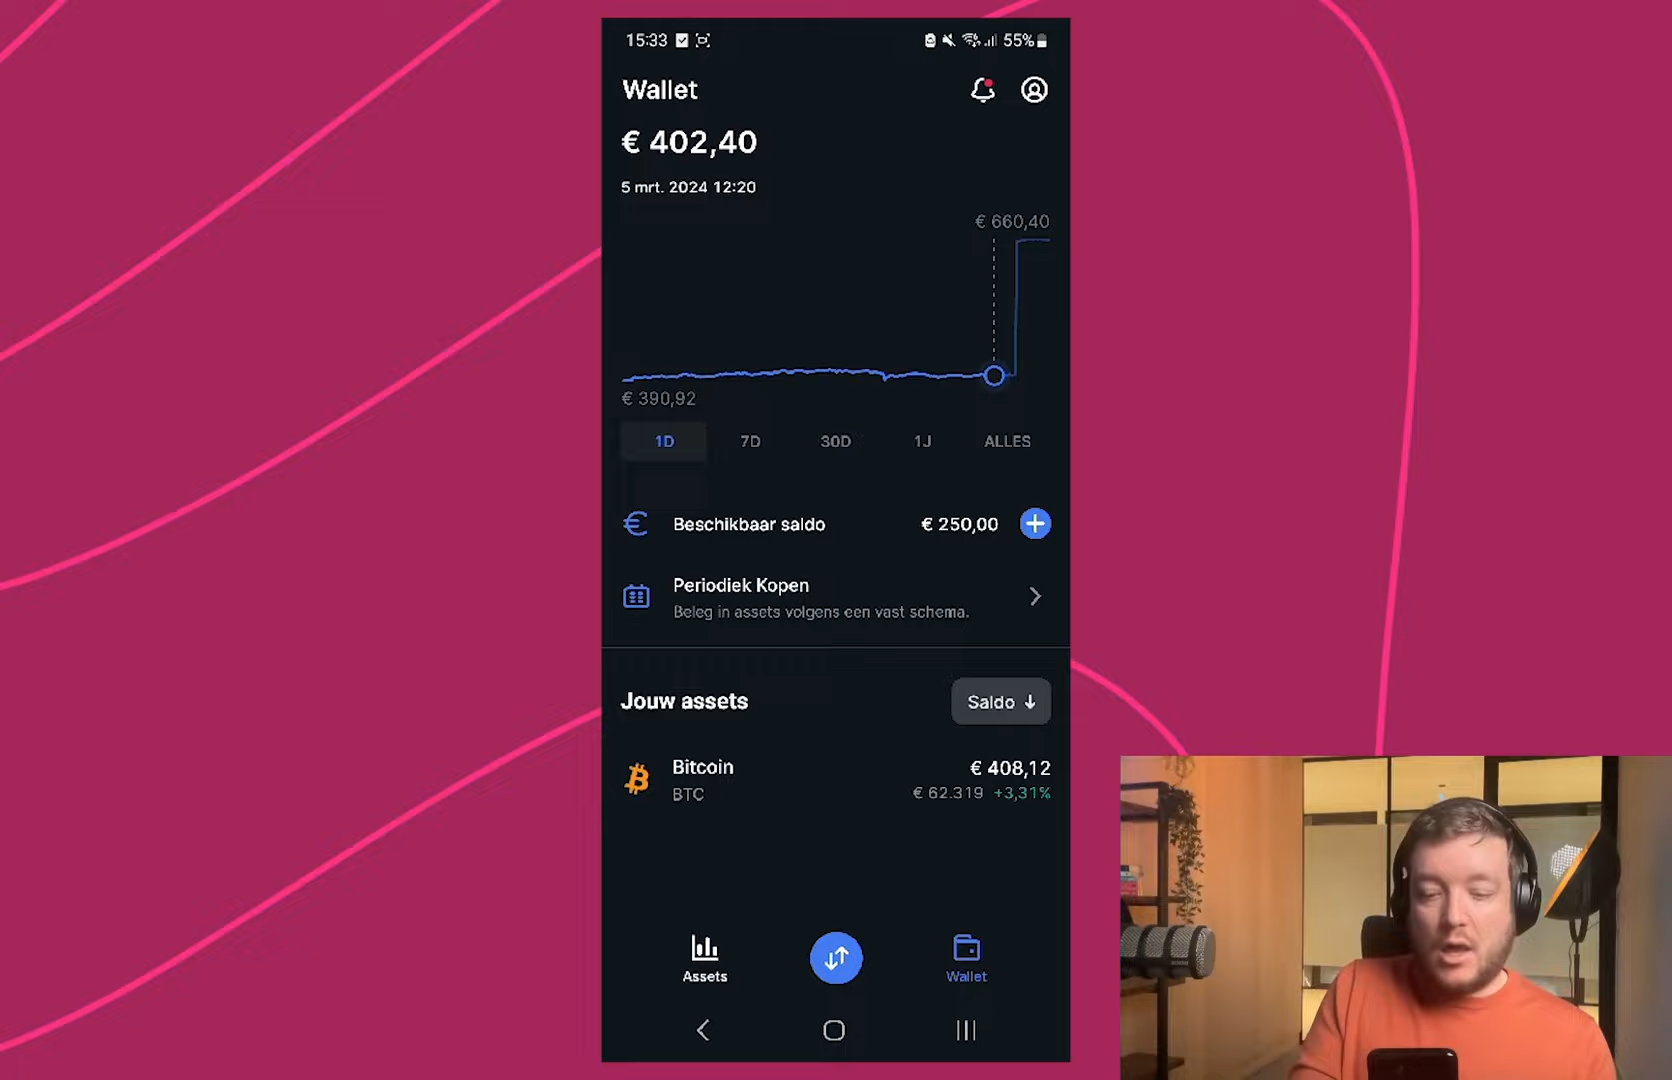 15:33
55%
Wallet
€ 402,40
5 mrt. 2024 12:20
€ 660,40
€ 390,92
1D 7D 30D 1J ALLES
Beschikbaar saldo € 250,00
Periodiek Kopen
Beleg in assets volgens een vast schema.
Jouw assets
Saldo ↓
Bitcoin € 408,12
BTC € 62.319 +3,31%
Assets
Wallet